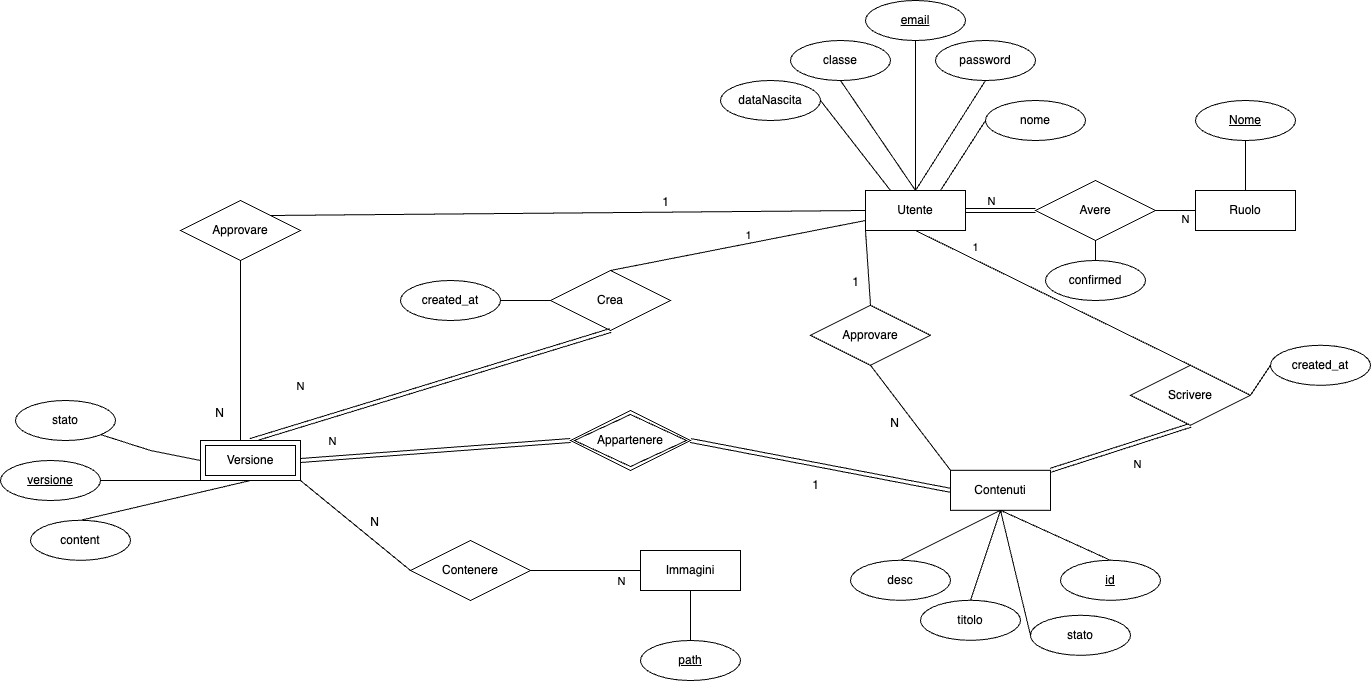 email
classe
password
dataNascita
nome
Nome
1
Utente
N
Avere
N
Ruolo
Approvare
1
1
confirmed
created_at
Crea
1
Approvare
created_at
Scrivere
N
N
stato
N
Appartenere
N
N
Versione
1
Contenuti
versione
content
N
Contenere
N
Immagini
desc
id
titolo
stato
path